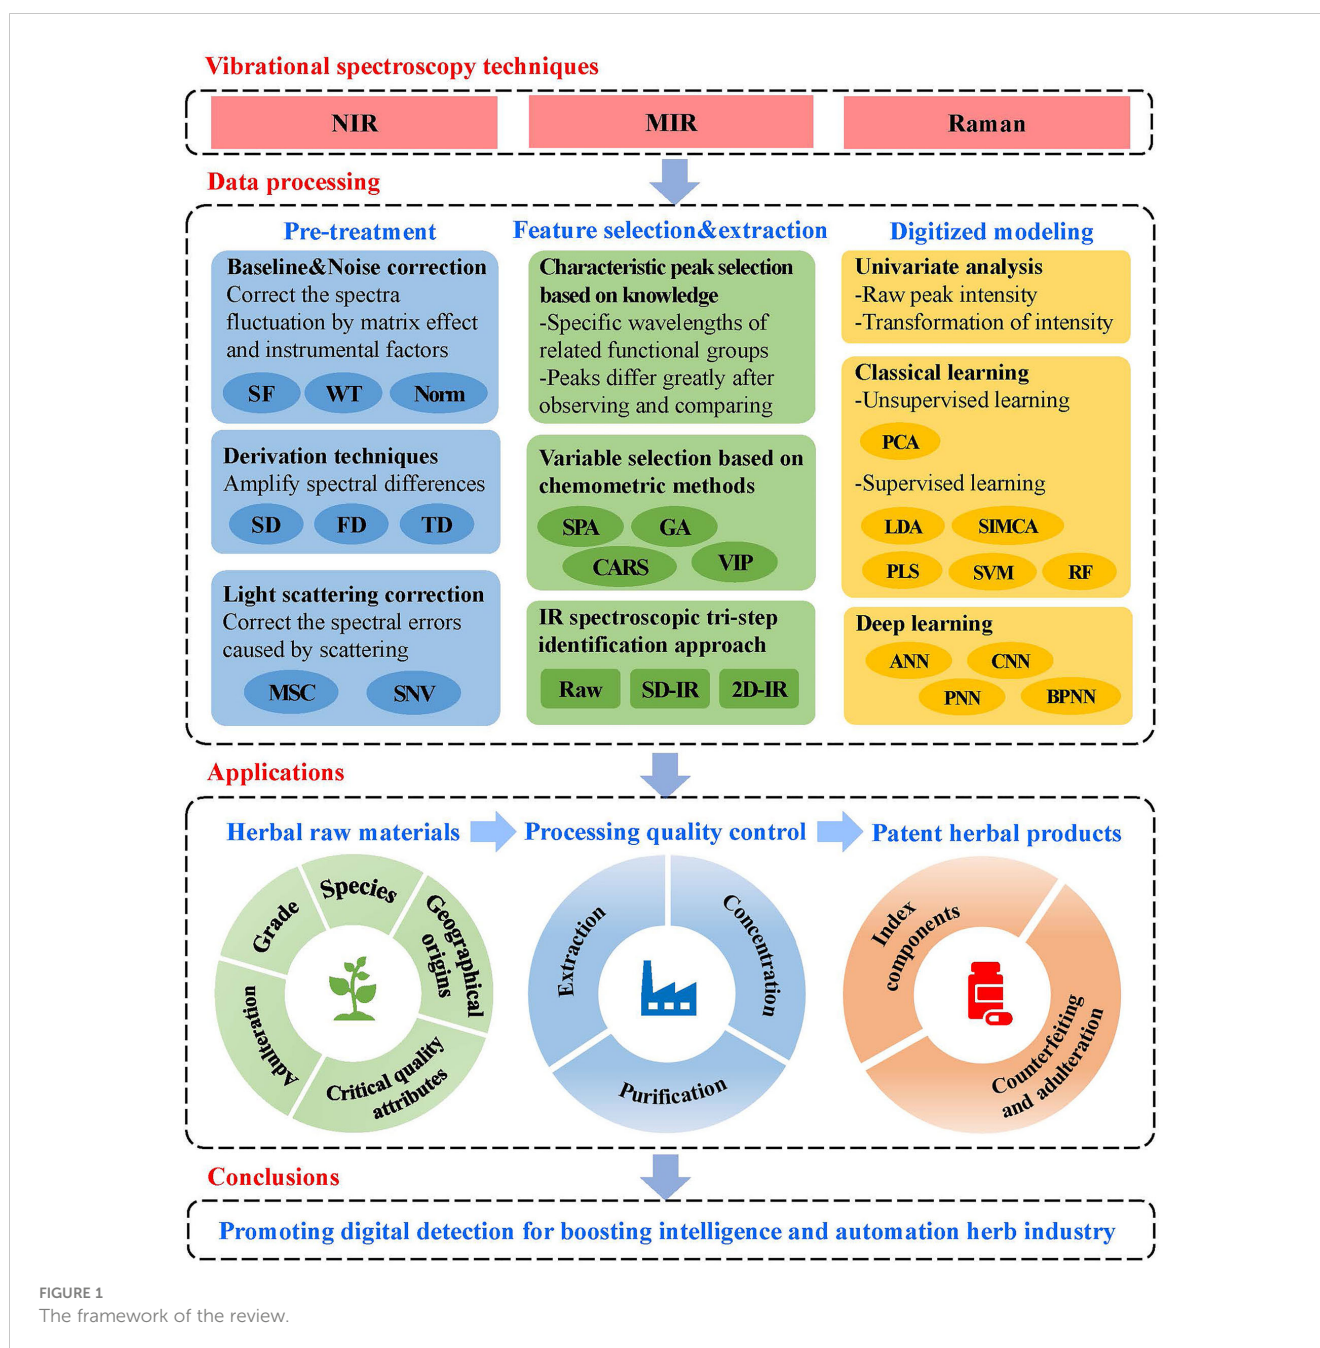 Vibrational spectroscopy techniques
NIR
MIR
Raman
Data processing
Pre-treatment
Baseline&Noise correction
Correct the spectra
fluctuation by matrix effect
and instrumental factors
SF
WT
Norm
Derivation techniques
Amplify spectral differences
SD
FD
TD
Light scattering correction
Correct the spectral errors
caused by scattering
MSC
SNV
Feature selection&extraction
Characteristic peak selection
based on knowledge
-Specific wavelengths of
related functional groups
-Peaks differ greatly after
observing and comparing
Variable selection based on
chemometric methods
SPA
GA
CARS
VIP
IR spectroscopic tri-step
identification approach
Raw
SD-IR
2D-IR
Digitized modeling
Univariate analysis
-Raw peak intensity
-Transformation of intensity
Classical learning
-Unsupervised learning
PCA
-Supervised learning
LDA
SIMCA
PLS
SVM
RF
Deep learning
ANN
CNN
PNN
BPNN
Applications
Herbal raw materials
Species
Geographical
origins
Critical quality
attributes
Adulteration
Grade
Processing quality control
Extraction
Concentration
Purification
Patent herbal products
Index
components
Counterfeiting
and adulteration
Conclusions
Promoting digital detection for boosting intelligence and automation herb industry
FIGURE 1
The framework of the review.